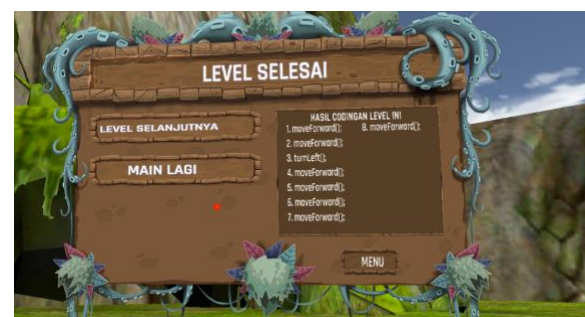 LEVEL SELESAI
LEVEL SELANJUTNYA
MAIN LAGI
HASIL CODINGAN LEVEL INI
1. moveForward();
2. moveForward();
3. turnLeft();
4. moveForward();
5. moveForward();
6. moveForward();
7. moveForward();
8. moveForward();
MENU